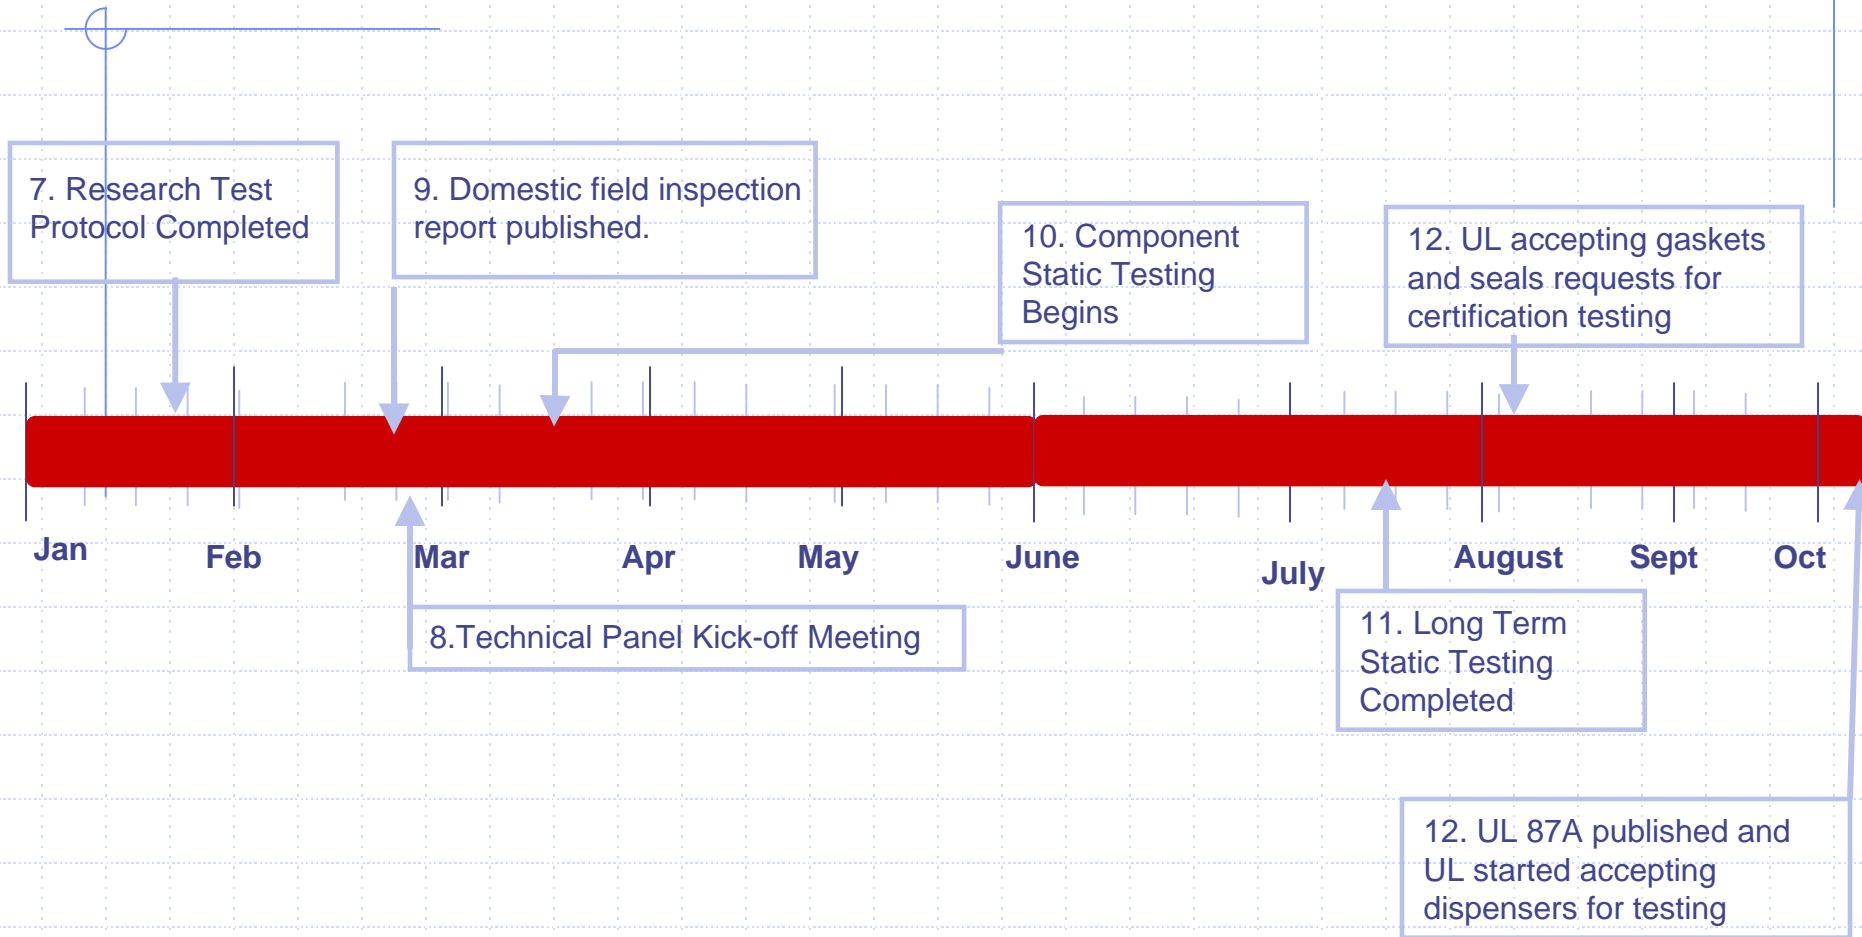 7. Research Test
Protocol Completed
9. Domestic field inspection
report published.
10. Component
Static Testing
Begins
12. UL accepting gaskets
and seals requests for
certification testing
Jan
Feb
Mar
Apr
May
June
July
August
Sept
Oct
8.Technical Panel Kick-off Meeting
11. Long Term
Static Testing
Completed
12. UL 87A published and
UL started accepting
dispensers for testing